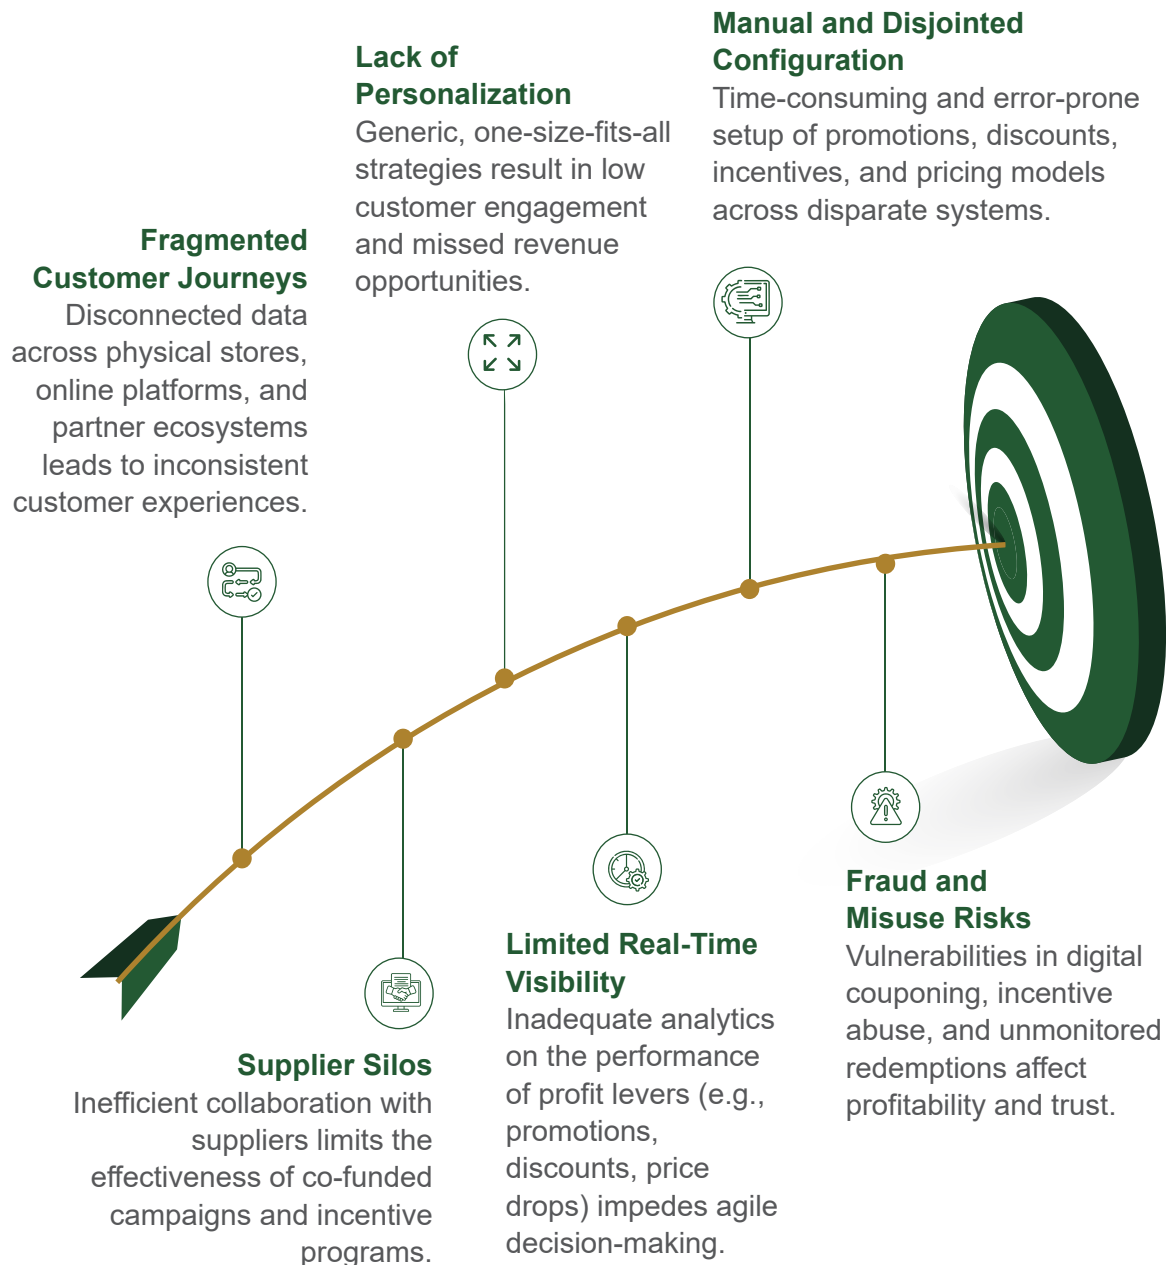 Fragmented
Customer Journeys
Disconnected data
across physical stores,
online platforms, and
partner ecosystems
leads to inconsistent
customer experiences.
Supplier Silos
Inefficient collaboration with
suppliers limits the
effectiveness of co-funded
campaigns and incentive
programs.
Lack of
Personalization
Generic, one-size-fits-all
strategies result in low
customer engagement
and missed revenue
opportunities.
Limited Real-Time
Visibility
Inadequate analytics
on the performance
of profit levers (e.g.,
promotions,
discounts, price
drops) impedes agile
decision-making.
Manual and Disjointed
Configuration
Time-consuming and error-prone
setup of promotions, discounts,
incentives, and pricing models
across disparate systems.
Fraud and
Misuse Risks
Vulnerabilities in digital
couponing, incentive
abuse, and unmonitored
redemptions affect
profitability and trust.